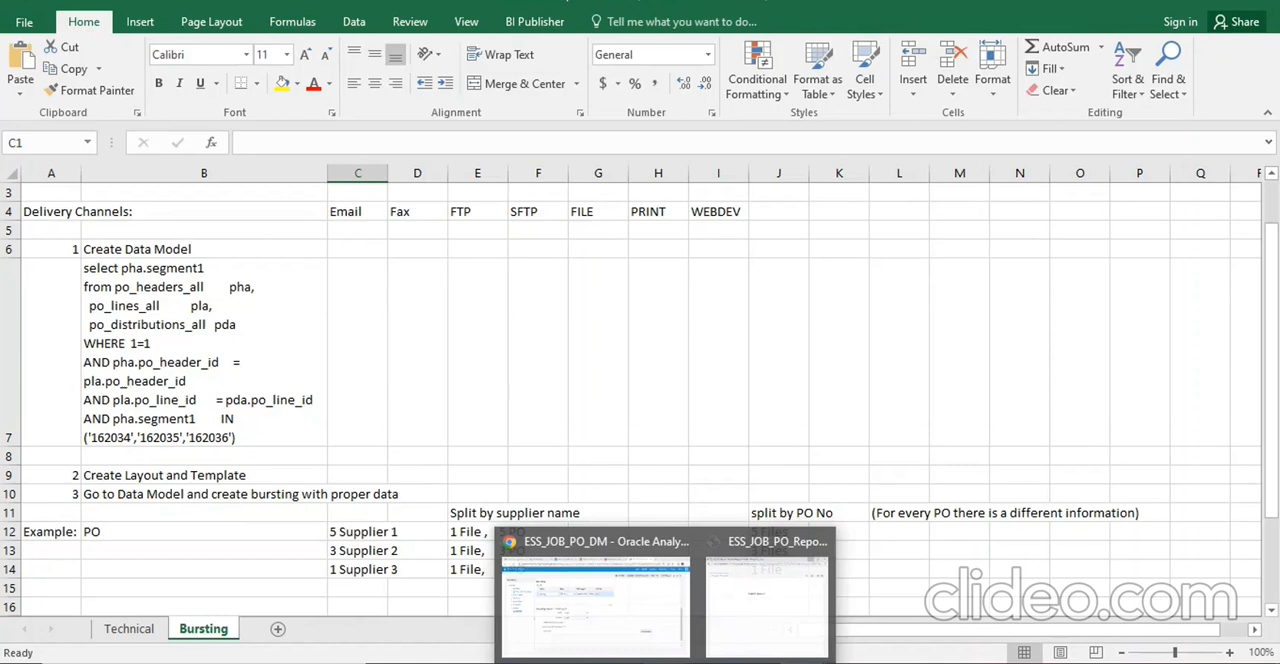 File Home Insert Page Layout Formulas Data Review View BI Publisher Tell me what you want to do... Sign in Share
Cut
Copy
Format Painter
Paste
Clipboard
Calibri 11
B I U
Font
Wrap Text
Merge & Center
Alignment
General
$ % ,
Number
Conditional Formatting
Format as Table
Cell Styles
Styles
Insert Delete Format
Cells
AutoSum
Fill
Clear
Sort & Filter
Find & Select
Editing
C1 fx
A B C D E F G H I J K L M N O P Q
3
4 Delivery Channels: Email Fax FTP SFTP FILE PRINT WEBDEV
5
6 1 Create Data Model
select pha.segment1
from po_headers_all pha,
po_lines_all pla,
po_distributions_all pda
WHERE 1=1
AND pha.po_header_id =
pla.po_header_id
AND pla.po_line_id = pda.po_line_id
AND pha.segment1 IN
7 ('162034','162035','162036')
8
9 2 Create Layout and Template
10 3 Go to Data Model and create bursting with proper data
11 Split by supplier name split by PO No (For every PO there is a different information)
12 Example: PO 5 Supplier 1 1 File , 5 PO
13 3 Supplier 2 1 File,
14 1 Supplier 3 1 File, 1 File
15
16
ESS_JOB_PO_DM - Oracle Analy... ESS_JOB_PO_Repo...
clideo.com
Technical Bursting
Ready 100%